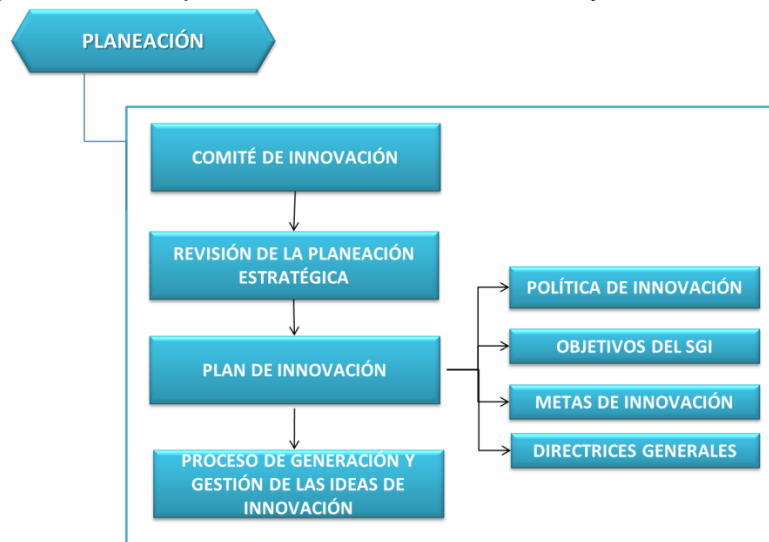 PLANEACIÓN
COMITÉ DE INNOVACIÓN
REVISIÓN DE LA PLANEACIÓN
ESTRATÉGICA
PLAN DE INNOVACIÓN
PROCESO DE GENERACIÓN Y
GESTIÓN DE LAS IDEAS DE
INNOVACIÓN
POLÍTICA DE INNOVACIÓN
OBJETIVOS DEL SGI
METAS DE INNOVACIÓN
DIRECTRICES GENERALES